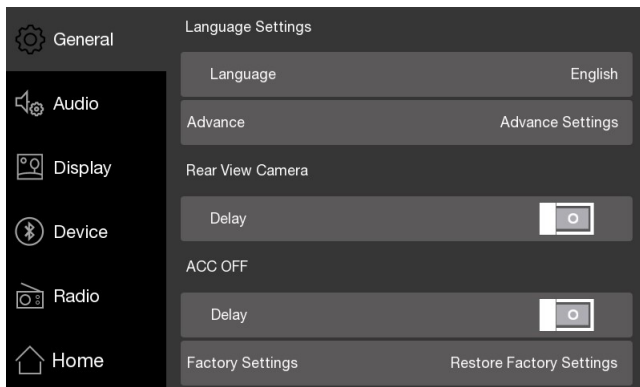 General
Audio
Display
Device
Radio
Home
Language Settings
Language English
Advance Advance Settings
Rear View Camera
Delay O
ACC OFF
Delay O
Factory Settings Restore Factory Settings